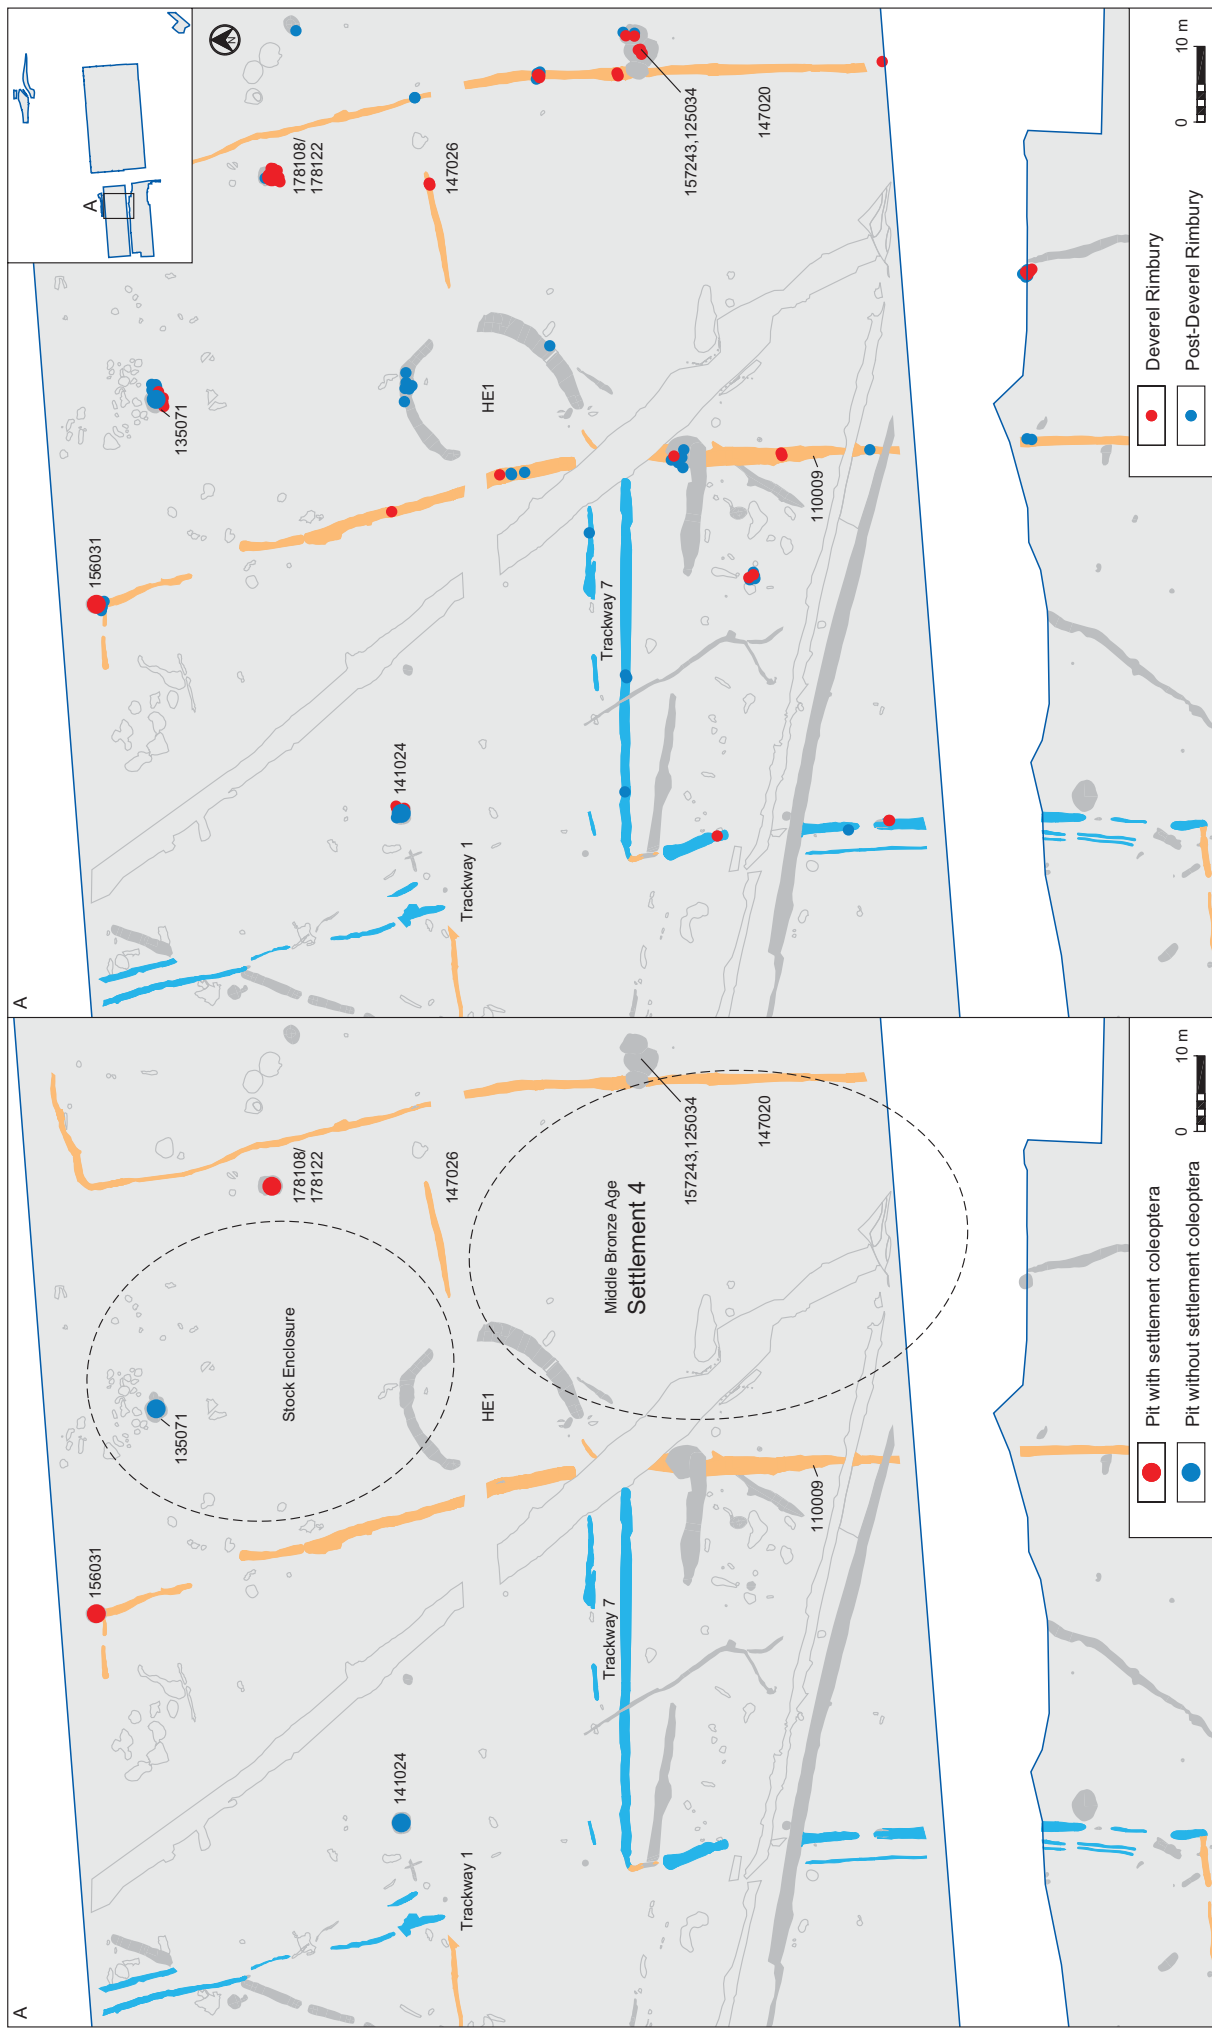 A
156031
135071
Stock Enclosure
178108/
178122
147026
HE1
141024
Trackway 1
Trackway 7
Middle Bronze Age
Settlement 4
157243,125034
147020
110009
Pit with settlement coleoptera
Pit without settlement coleoptera
0
10 m
A
A
N
156031
135071
178108/
178122
147026
HE1
141024
Trackway 1
Trackway 7
157243,125034
147020
110009
Deverel Rimbury
Post-Deverel Rimbury
0
10 m